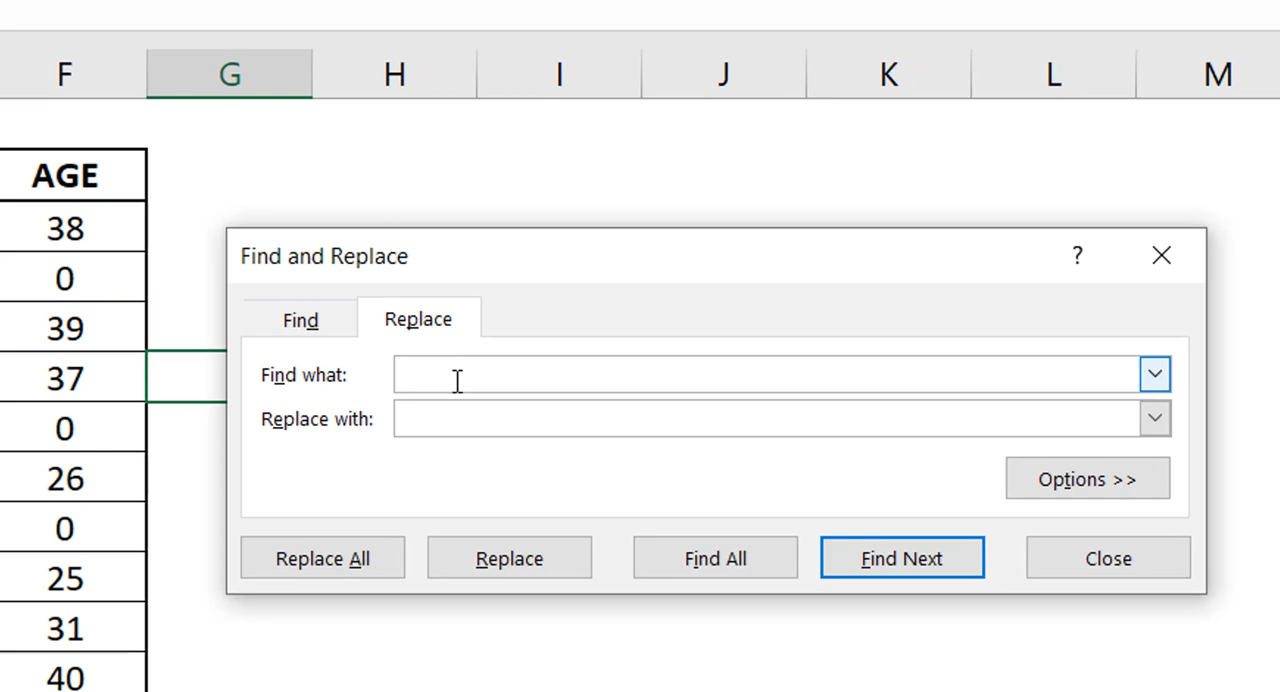 F G H I J K L M
AGE
38
0
39
37
0
26
0
25
31
40
Find and Replace ?
Find Replace
Find what:
Replace with:
Options >>
Replace All Replace Find All Find Next Close